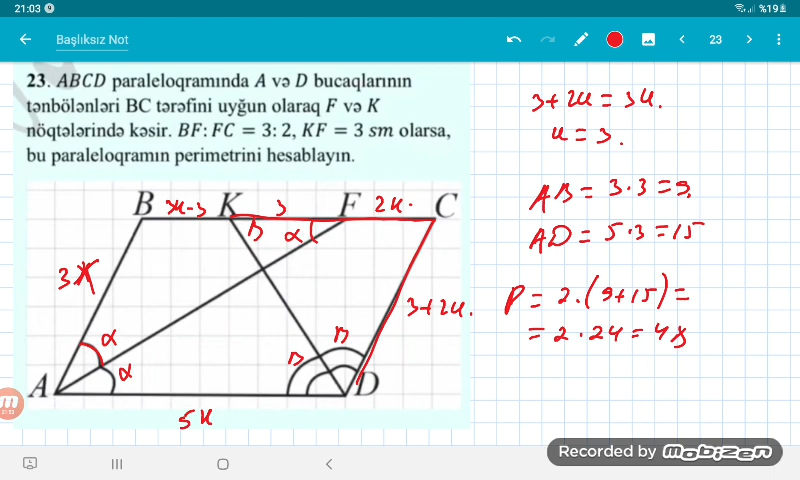 21:03
%19
Başlıksız Not
23
23. ABCD paraleloqramında A və D bucaqlarının
tənbölənləri BC tərəfini uyğun olaraq F və K
nöqtələrində kəsir. BF: FC = 3: 2, KF = 3 sm olarsa,
bu paraleloqramın perimetrini hesablayın.
B K 3 F 2x C
3x
β α
3+2x
α β β
α
A D
5x
3+2x=3x.
x=3.
AB=3·3=9
AD=5·3=15
P=2·(9+15)=
=2·24=48
Recorded by mobizen